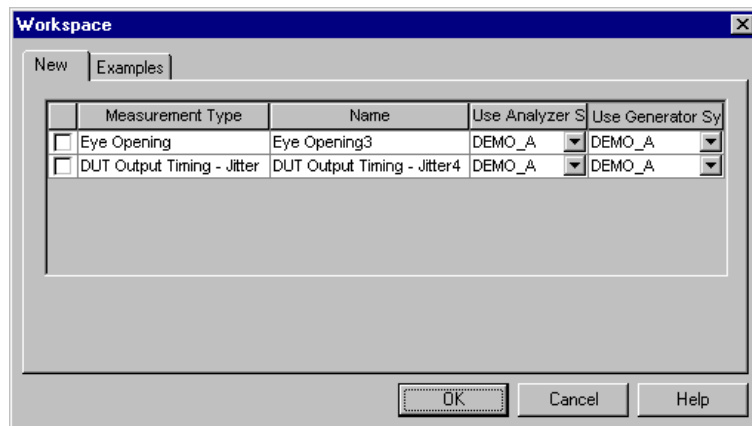 Workspace
New Examples
Measurement Type Name Use Analyzer S Use Generator Sy
Eye Opening Eye Opening3 DEMO_A DEMO_A
DUT Output Timing - Jitter DUT Output Timing - Jitter4 DEMO_A DEMO_A
OK Cancel Help